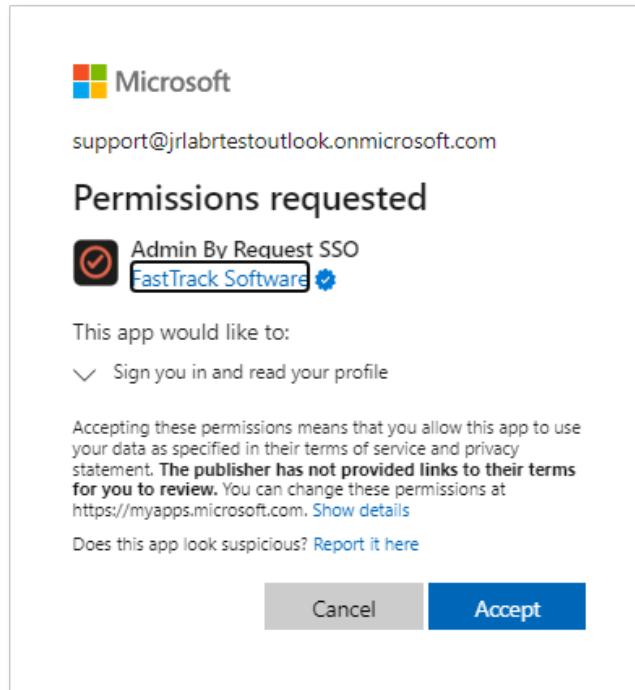 Microsoft
support@jrlabrtestoutlook.onmicrosoft.com
Permissions requested
Admin By Request SSO
FastTrack Software
This app would like to:
Sign you in and read your profile
Accepting these permissions means that you allow this app to use
your data as specified in their terms of service and privacy
statement. The publisher has not provided links to their terms
for you to review. You can change these permissions at
https://myapps.microsoft.com. Show details
Does this app look suspicious? Report it here
Cancel
Accept